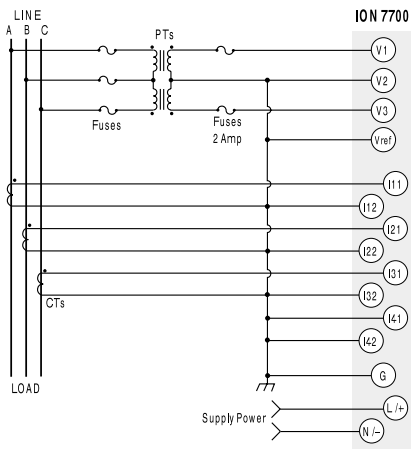 LINE
ION 7700
A B C
PTs
V1
V2
V3
Fuses
Fuses
2 Amp
Vref
I11
I12
I21
I22
I31
I32
CTs
I41
I42
G
LOAD
Supply Power
L /+
N /–